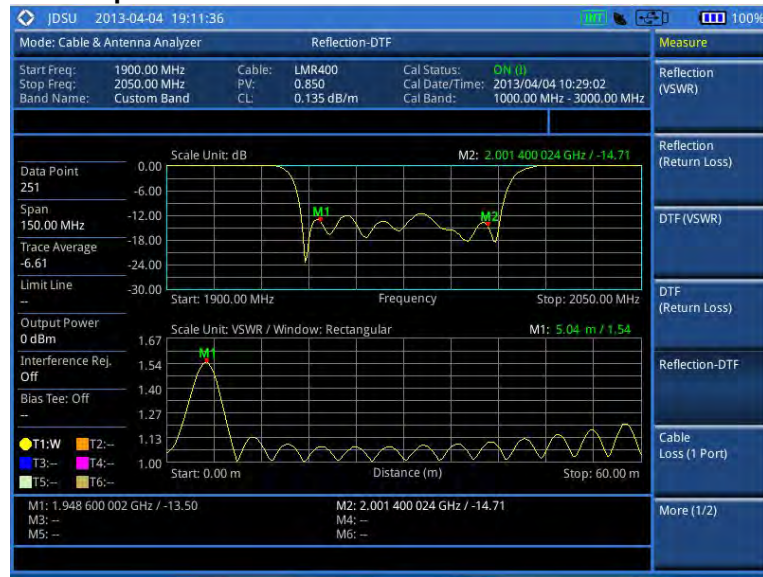 JDSU 2013-04-04 19:11:36 INT 100%
Mode: Cable & Antenna Analyzer Reflection-DTF Measure
Start Freq: 1900.00 MHz Cable: LMR400 Cal Status: ON (I)
Stop Freq: 2050.00 MHz PV: 0.850 Cal Date/Time: 2013/04/04 10:29:02
Band Name: Custom Band CL: 0.135 dB/m Cal Band: 1000.00 MHz - 3000.00 MHz
Data Point
251
Span
150.00 MHz
Trace Average
-6.61
Limit Line
--
Output Power
0 dBm
Interference Rej.
Off
Bias Tee: Off
--
T1:W T2:--
T3:-- T4:--
T5:-- T6:--
Scale Unit: dB M2: 2.001 400 024 GHz / -14.71
0.00
-6.00
-12.00
-18.00
-24.00
-30.00
M1
M2
Start: 1900.00 MHz Frequency Stop: 2050.00 MHz
Scale Unit: VSWR / Window: Rectangular M1: 5.04 m / 1.54
1.67
1.54
1.40
1.27
1.13
1.00
M1
Start: 0.00 m Distance (m) Stop: 60.00 m
M1: 1.948 600 002 GHz / -13.50 M2: 2.001 400 024 GHz / -14.71
M3: -- M4: --
M5: -- M6: --
Reflection
(VSWR)
Reflection
(Return Loss)
DTF (VSWR)
DTF
(Return Loss)
Reflection-DTF
Cable
Loss (1 Port)
More (1/2)